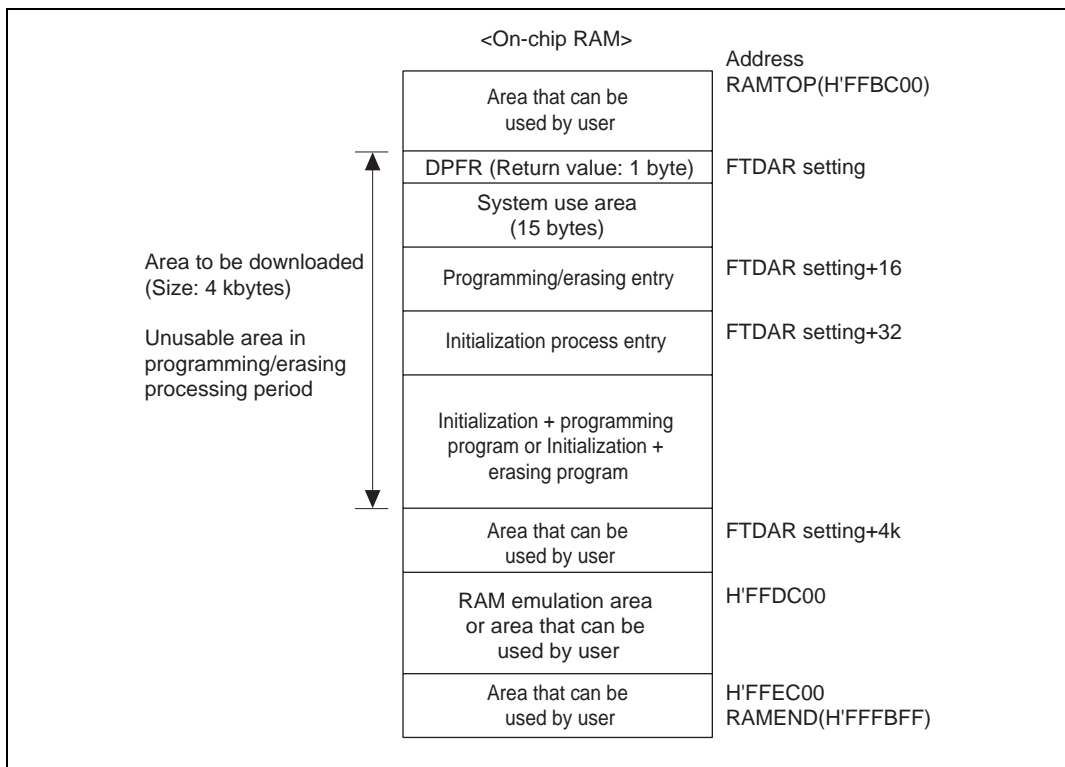 <On-chip RAM>
Address
RAMTOP(H'FFBC00)
Area that can be
used by user
DPFR (Return value: 1 byte)
FTDAR setting
System use area
(15 bytes)
Area to be downloaded
(Size: 4 kbytes)
Unusable area in
programming/erasing
processing period
Programming/erasing entry
FTDAR setting+16
Initialization process entry
FTDAR setting+32
Initialization + programming
program or Initialization +
erasing program
Area that can be
used by user
FTDAR setting+4k
RAM emulation area
or area that can be
used by user
H'FFDC00
Area that can be
used by user
H'FFEC00
RAMEND(H'FFFBFF)